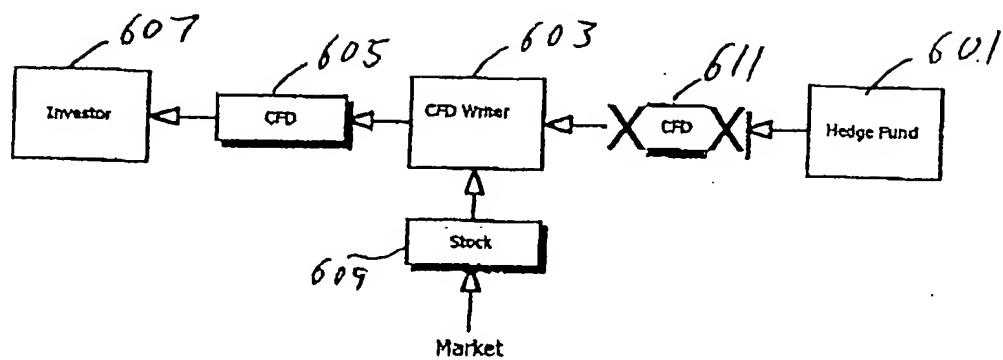 607
605
603
611
601
Investor
CFD
CFD Writer
CFD
Hedge Fund
Stock
609
Market